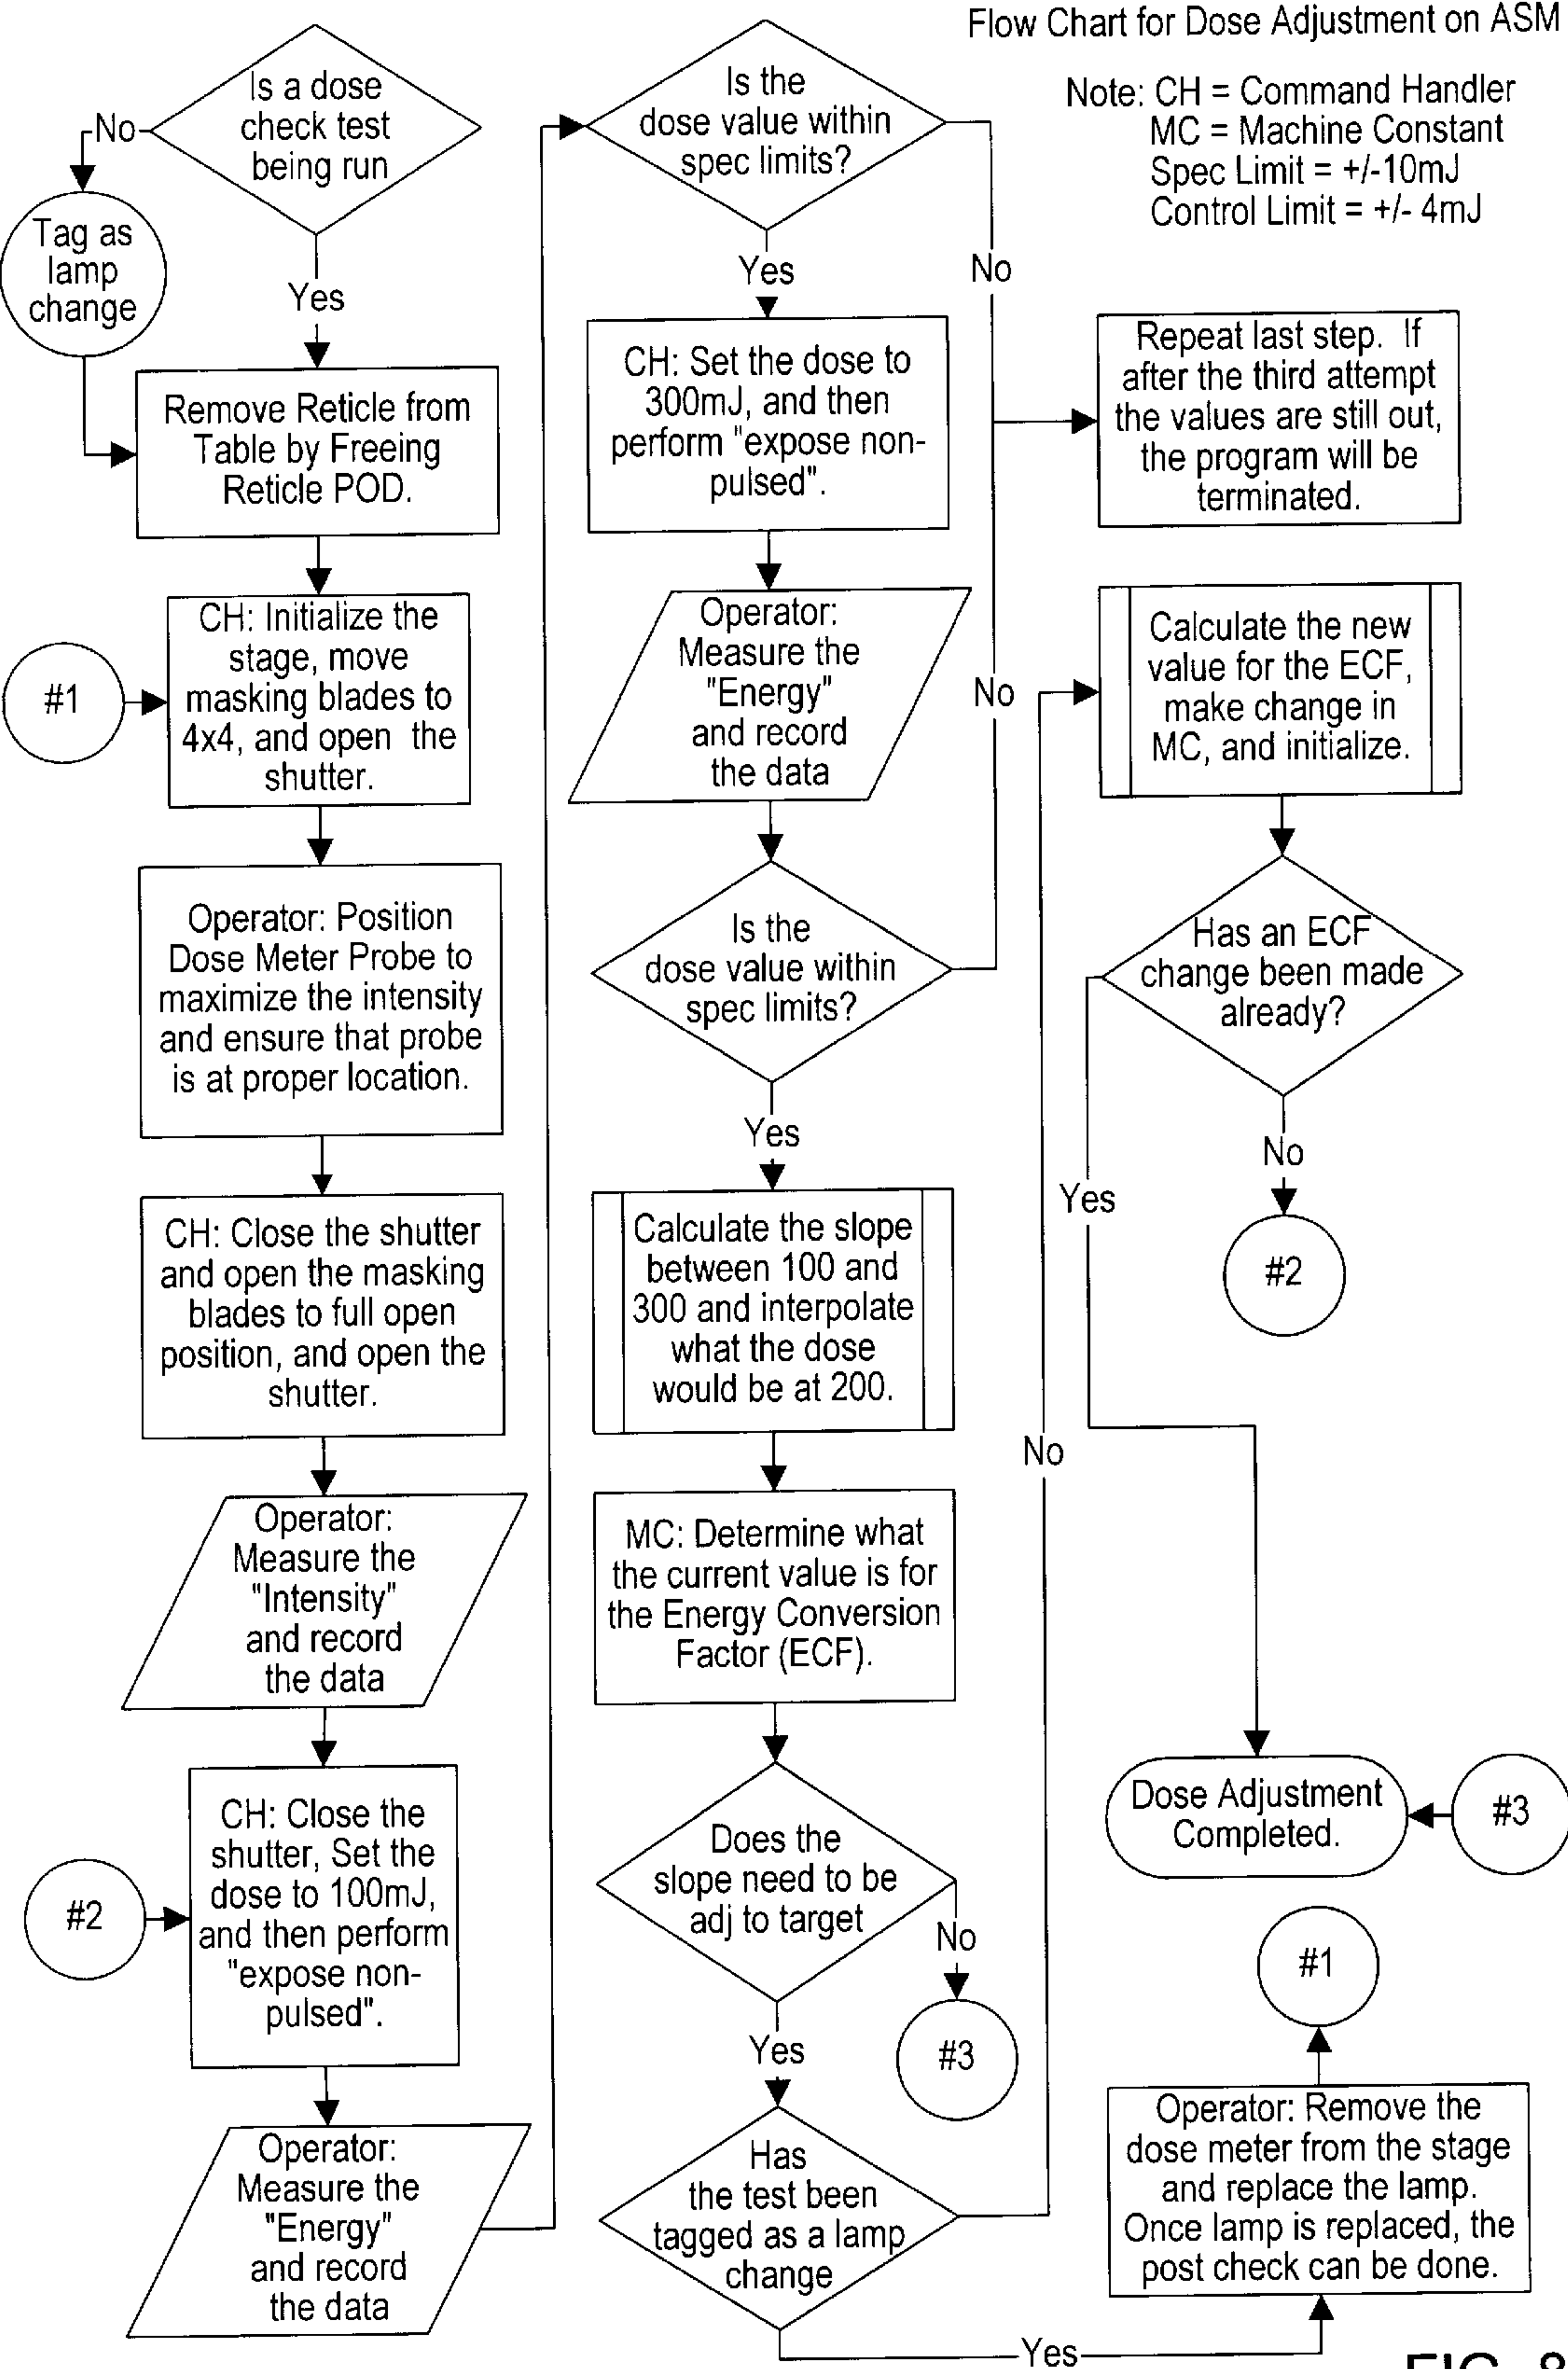 Flow Chart for Dose Adjustment on ASM
Note: CH = Command Handler
MC = Machine Constant
Spec Limit = +/-10mJ
Control Limit = +/- 4mJ
Is a dose
check test
being run
No
Tag as
lamp
change
Yes
Remove Reticle from
Table by Freeing
Reticle POD.
#1
CH: Initialize the
stage, move
masking blades to
4x4, and open the
shutter.
Operator: Position
Dose Meter Probe to
maximize the intensity
and ensure that probe
is at proper location.
CH: Close the shutter
and open the masking
blades to full open
position, and open the
shutter.
Operator:
Measure the
"Intensity"
and record
the data
#2
CH: Close the
shutter, Set the
dose to 100mJ,
and then perform
"expose non-
pulsed".
Operator:
Measure the
"Energy"
and record
the data
Is the
dose value within
spec limits?
Yes
No
CH: Set the dose to
300mJ, and then
perform "expose non-
pulsed".
Operator:
Measure the
"Energy"
and record
the data
No
Is the
dose value within
spec limits?
Yes
Calculate the slope
between 100 and
300 and interpolate
what the dose
would be at 200.
MC: Determine what
the current value is for
the Energy Conversion
Factor (ECF).
Does the
slope need to be
adj to target
No
#3
Yes
Has
the test been
tagged as a lamp
change
No
Yes
Repeat last step. If
after the third attempt
the values are still out,
the program will be
terminated.
Calculate the new
value for the ECF,
make change in
MC, and initialize.
Has an ECF
change been made
already?
No
#2
Yes
Dose Adjustment
Completed.
#3
#1
Operator: Remove the
dose meter from the stage
and replace the lamp.
Once lamp is replaced, the
post check can be done.
FIG. 8